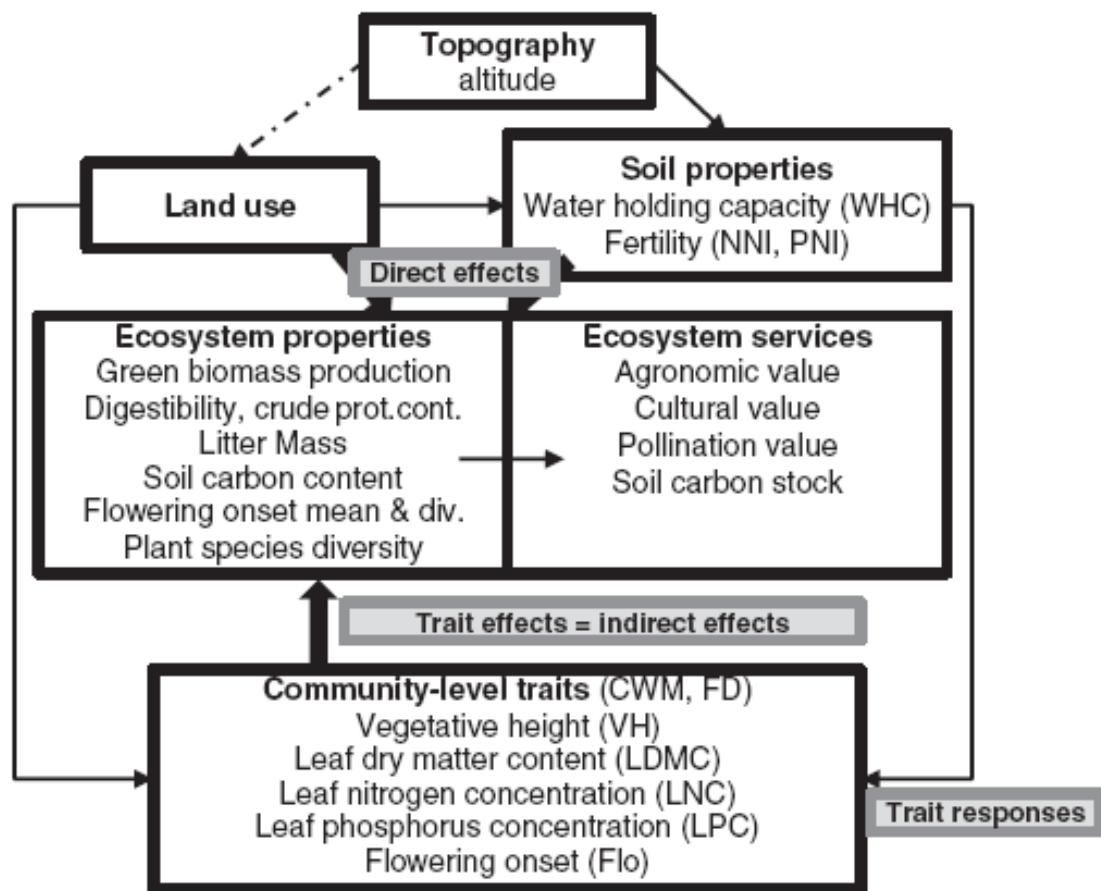 Topography
altitude
Land use
Soil properties
Water holding capacity (WHC)
Fertility (NNI, PNI)
Direct effects
Ecosystem properties
Green biomass production
Digestibility, crude prot.cont.
Litter Mass
Soil carbon content
Flowering onset mean & div.
Plant species diversity
Ecosystem services
Agronomic value
Cultural value
Pollination value
Soil carbon stock
Trait effects = indirect effects
Community-level traits (CWM, FD)
Vegetative height (VH)
Leaf dry matter content (LDMC)
Leaf nitrogen concentration (LNC)
Leaf phosphorus concentration (LPC)
Flowering onset (Flo)
Trait responses